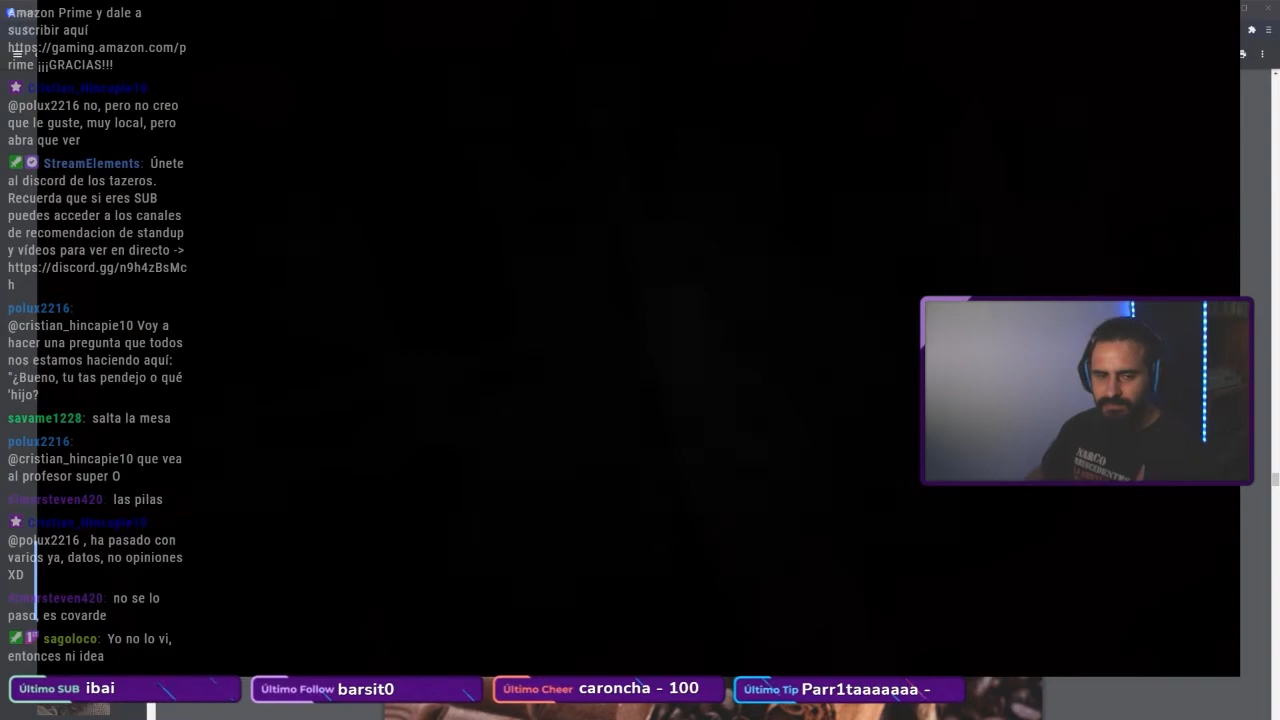 Amazon Prime y dale a
suscribir aquí
https://gaming.amazon.com/p
rime ¡¡¡GRACIAS!!!
Cristian_Hincapie10
@polux2216 no, pero no creo
que le guste, muy local, pero
abra que ver
StreamElements: Únete
al discord de los tazeros.
Recuerda que si eres SUB
puedes acceder a los canales
de recomendacion de standup
y vídeos para ver en directo ->
https://discord.gg/n9h4zBsMc
h
polux2216:
@cristian_hincapie10 Voy a
hacer una pregunta que todos
nos estamos haciendo aquí:
"¿Bueno, tu tas pendejo o qué
'hijo?
savame1228: salta la mesa
polux2216:
@cristian_hincapie10 que vea
al profesor super O
las pilas
Cristian_Hincapie10
@polux2216 , ha pasado con
varios ya, datos, no opiniones
XD
no se lo
paso, es covarde
1st sagoloco: Yo no lo vi,
entonces ni idea
NARCO
Último SUB ibai
Último Follow barsit0
Último Cheer caroncha - 100
Último Tip Parr1taaaaaaa -